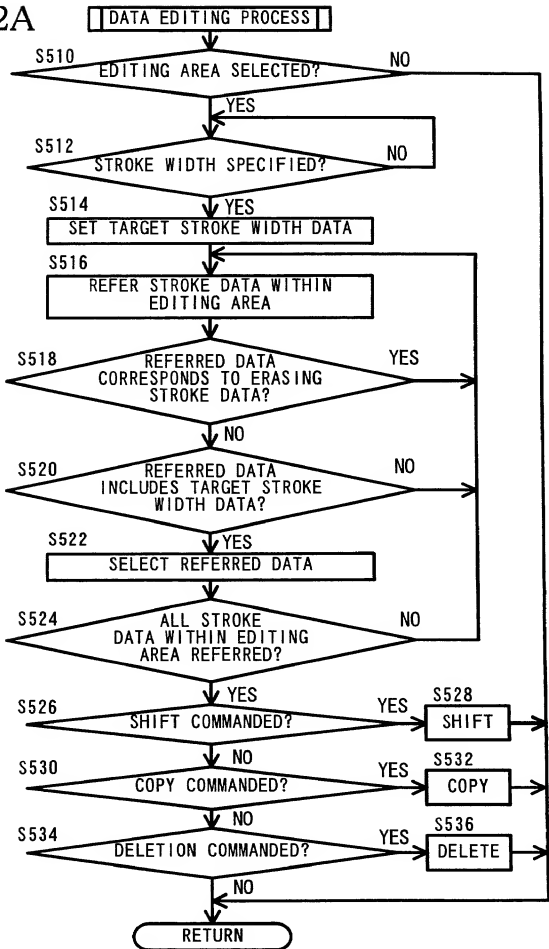 2A
DATA EDITING PROCESS
S510
EDITING AREA SELECTED?
NO
YES
S512
STROKE WIDTH SPECIFIED?
NO
YES
S514
SET TARGET STROKE WIDTH DATA
S516
REFER STROKE DATA WITHIN
EDITING AREA
S518
REFERRED DATA
CORRESPONDS TO ERASING
STROKE DATA?
YES
NO
S520
REFERRED DATA
INCLUDES TARGET STROKE
WIDTH DATA?
NO
YES
S522
SELECT REFERRED DATA
S524
ALL STROKE
DATA WITHIN EDITING
AREA REFERRED?
NO
YES
S526
SHIFT COMMANDED?
YES
S528
SHIFT
NO
S530
COPY COMMANDED?
YES
S532
COPY
NO
S534
DELETION COMMANDED?
YES
S536
DELETE
NO
RETURN